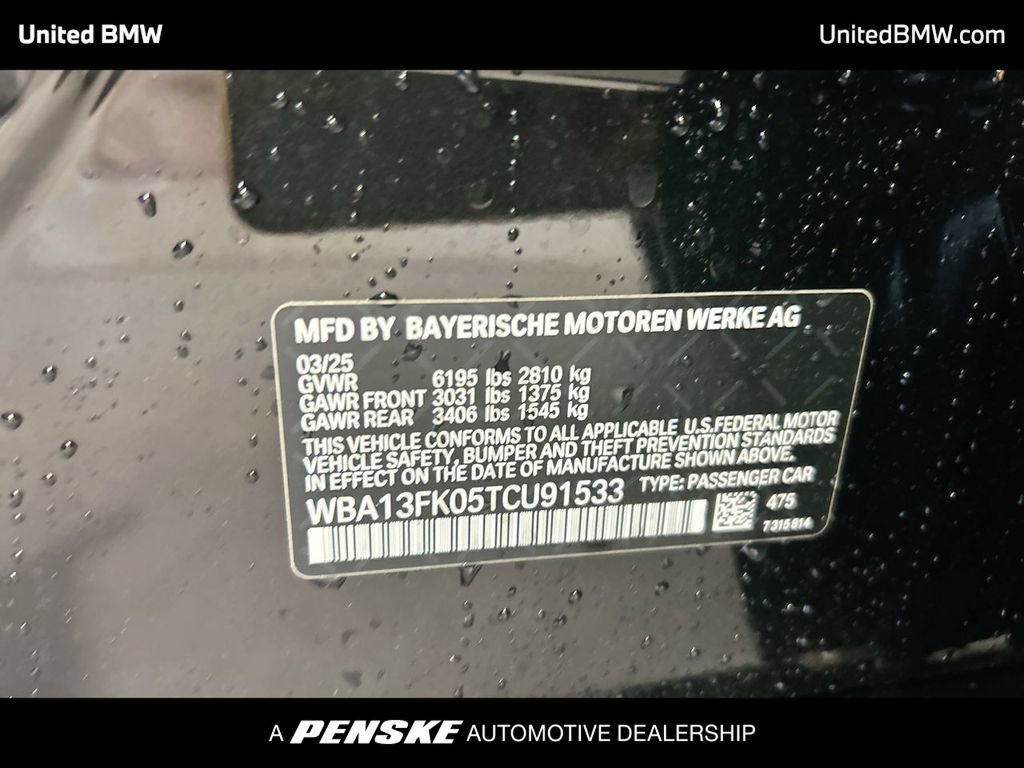 United BMW
UnitedBMW.com
MFD BY BAYERISCHE MOTOREN WERKE AG
03/25
GVWR 6195 lbs 2810 kg
GAWR FRONT 3031 lbs 1375 kg
GAWR REAR 3406 lbs 1545 kg
THIS VEHICLE CONFORMS TO ALL APPLICABLE U.S.FEDERAL MOTOR
VEHICLE SAFETY, BUMPER AND THEFT PREVENTION STANDARDS
IN EFFECT ON THE DATE OF MANUFACTURE SHOWN ABOVE.
WBA13FK05TCU91533 TYPE: PASSENGER CAR
475
7315814
A PENSKE AUTOMOTIVE DEALERSHIP